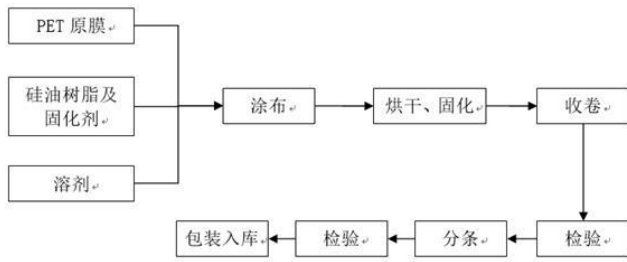 PET 原膜
硅油树脂及
固化剂
溶剂
涂布
烘干、固化
收卷
检验
分条
检验
包装入库